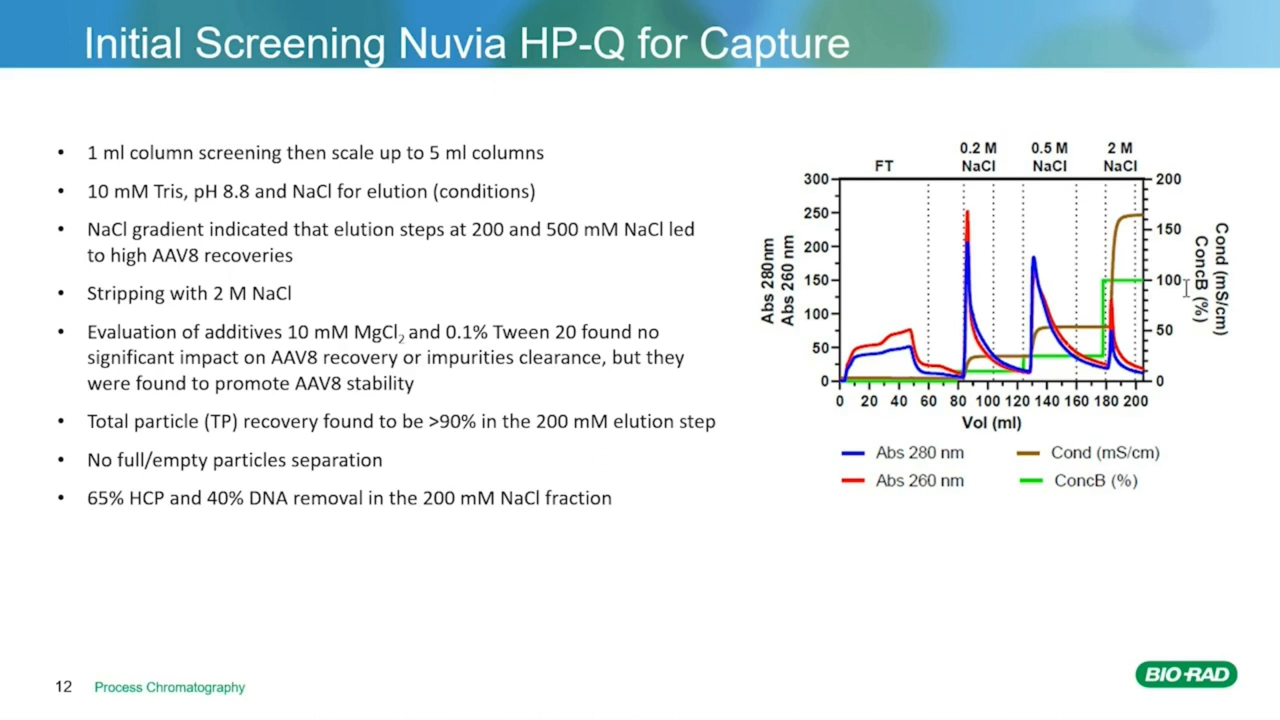 Initial Screening Nuvia HP-Q for Capture
• 1 ml column screening then scale up to 5 ml columns
• 10 mM Tris, pH 8.8 and NaCl for elution (conditions)
• NaCl gradient indicated that elution steps at 200 and 500 mM NaCl led
to high AAV8 recoveries
• Stripping with 2 M NaCl
• Evaluation of additives 10 mM MgCl2 and 0.1% Tween 20 found no
significant impact on AAV8 recovery or impurities clearance, but they
were found to promote AAV8 stability
• Total particle (TP) recovery found to be >90% in the 200 mM elution step
• No full/empty particles separation
• 65% HCP and 40% DNA removal in the 200 mM NaCl fraction
0.2 M 0.5 M 2 M
FT NaCl NaCl NaCl
300 200
250
150
200
150 100
100
50
50
0 0
0 20 40 60 80 100 120 140 160 180 200
Vol (ml)
Abs 280nm
Abs 260 nm
Cond (mS/cm)
ConcB (%)
Abs 280 nm Cond (mS/cm)
Abs 260 nm ConcB (%)
12 Process Chromatography
BIO-RAD